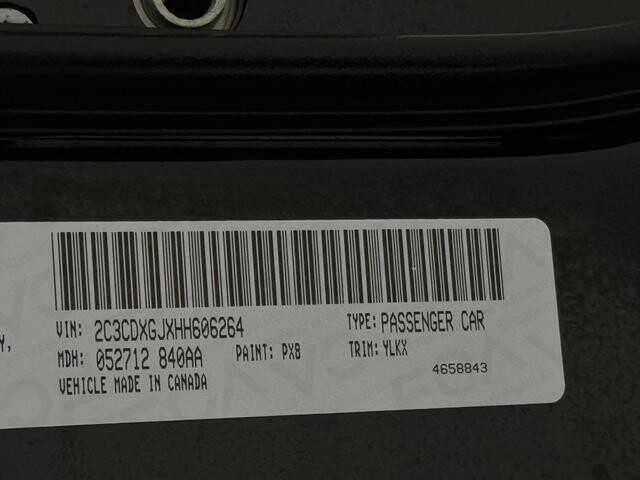 VIN: 2C3CDXGJXHH606264 TYPE: PASSENGER CAR
Y,
MDH: 052712 840AA PAINT: PX8 TRIM: YLKX
VEHICLE MADE IN CANADA 4658843